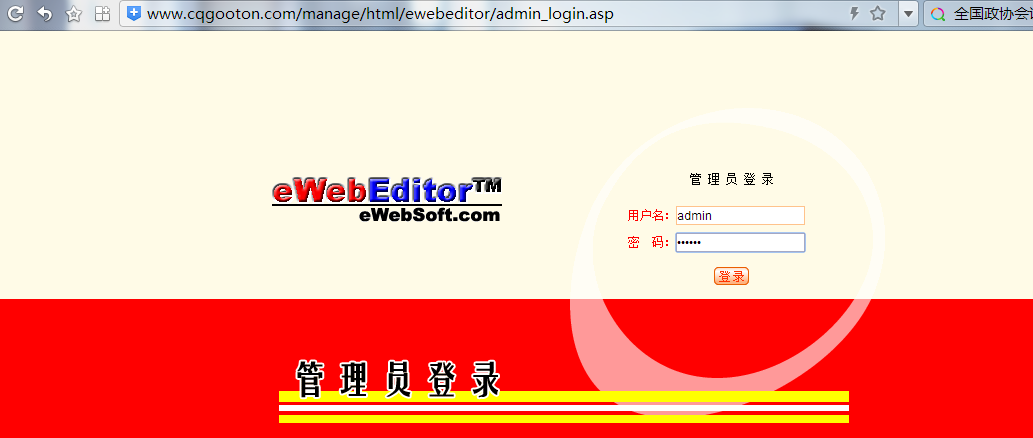 www.cqgooton.com/manage/html/ewebeditor/admin_login.asp
全国政协会议
管理员登录
eWebEditor™
eWebSoft.com
用户名：admin
密 码：••••••
登录
管理员登录